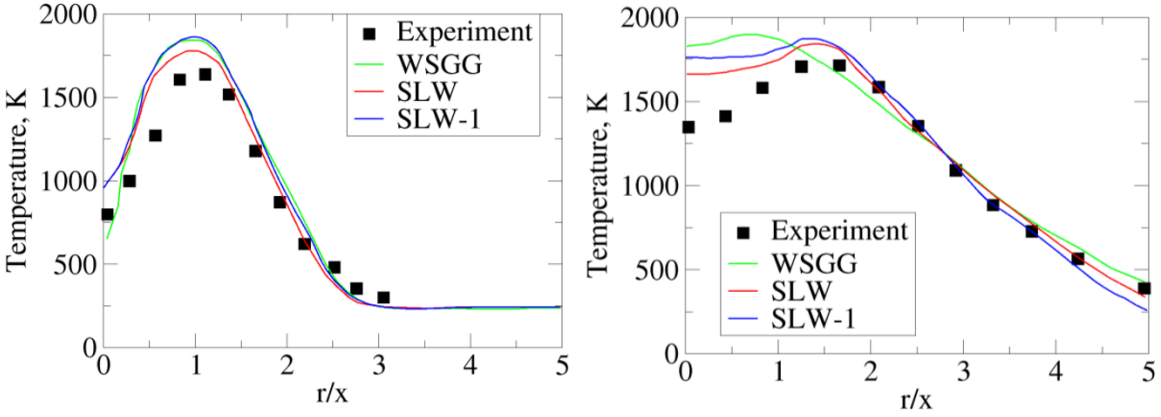 2000
1500
1000
500
0
Temperature, K
Experiment
WSGG
SLW
SLW-1
0 1 2 3 4 5
r/x
2000
1500
1000
500
0
Temperature, K
Experiment
WSGG
SLW
SLW-1
0 1 2 3 4 5
r/x